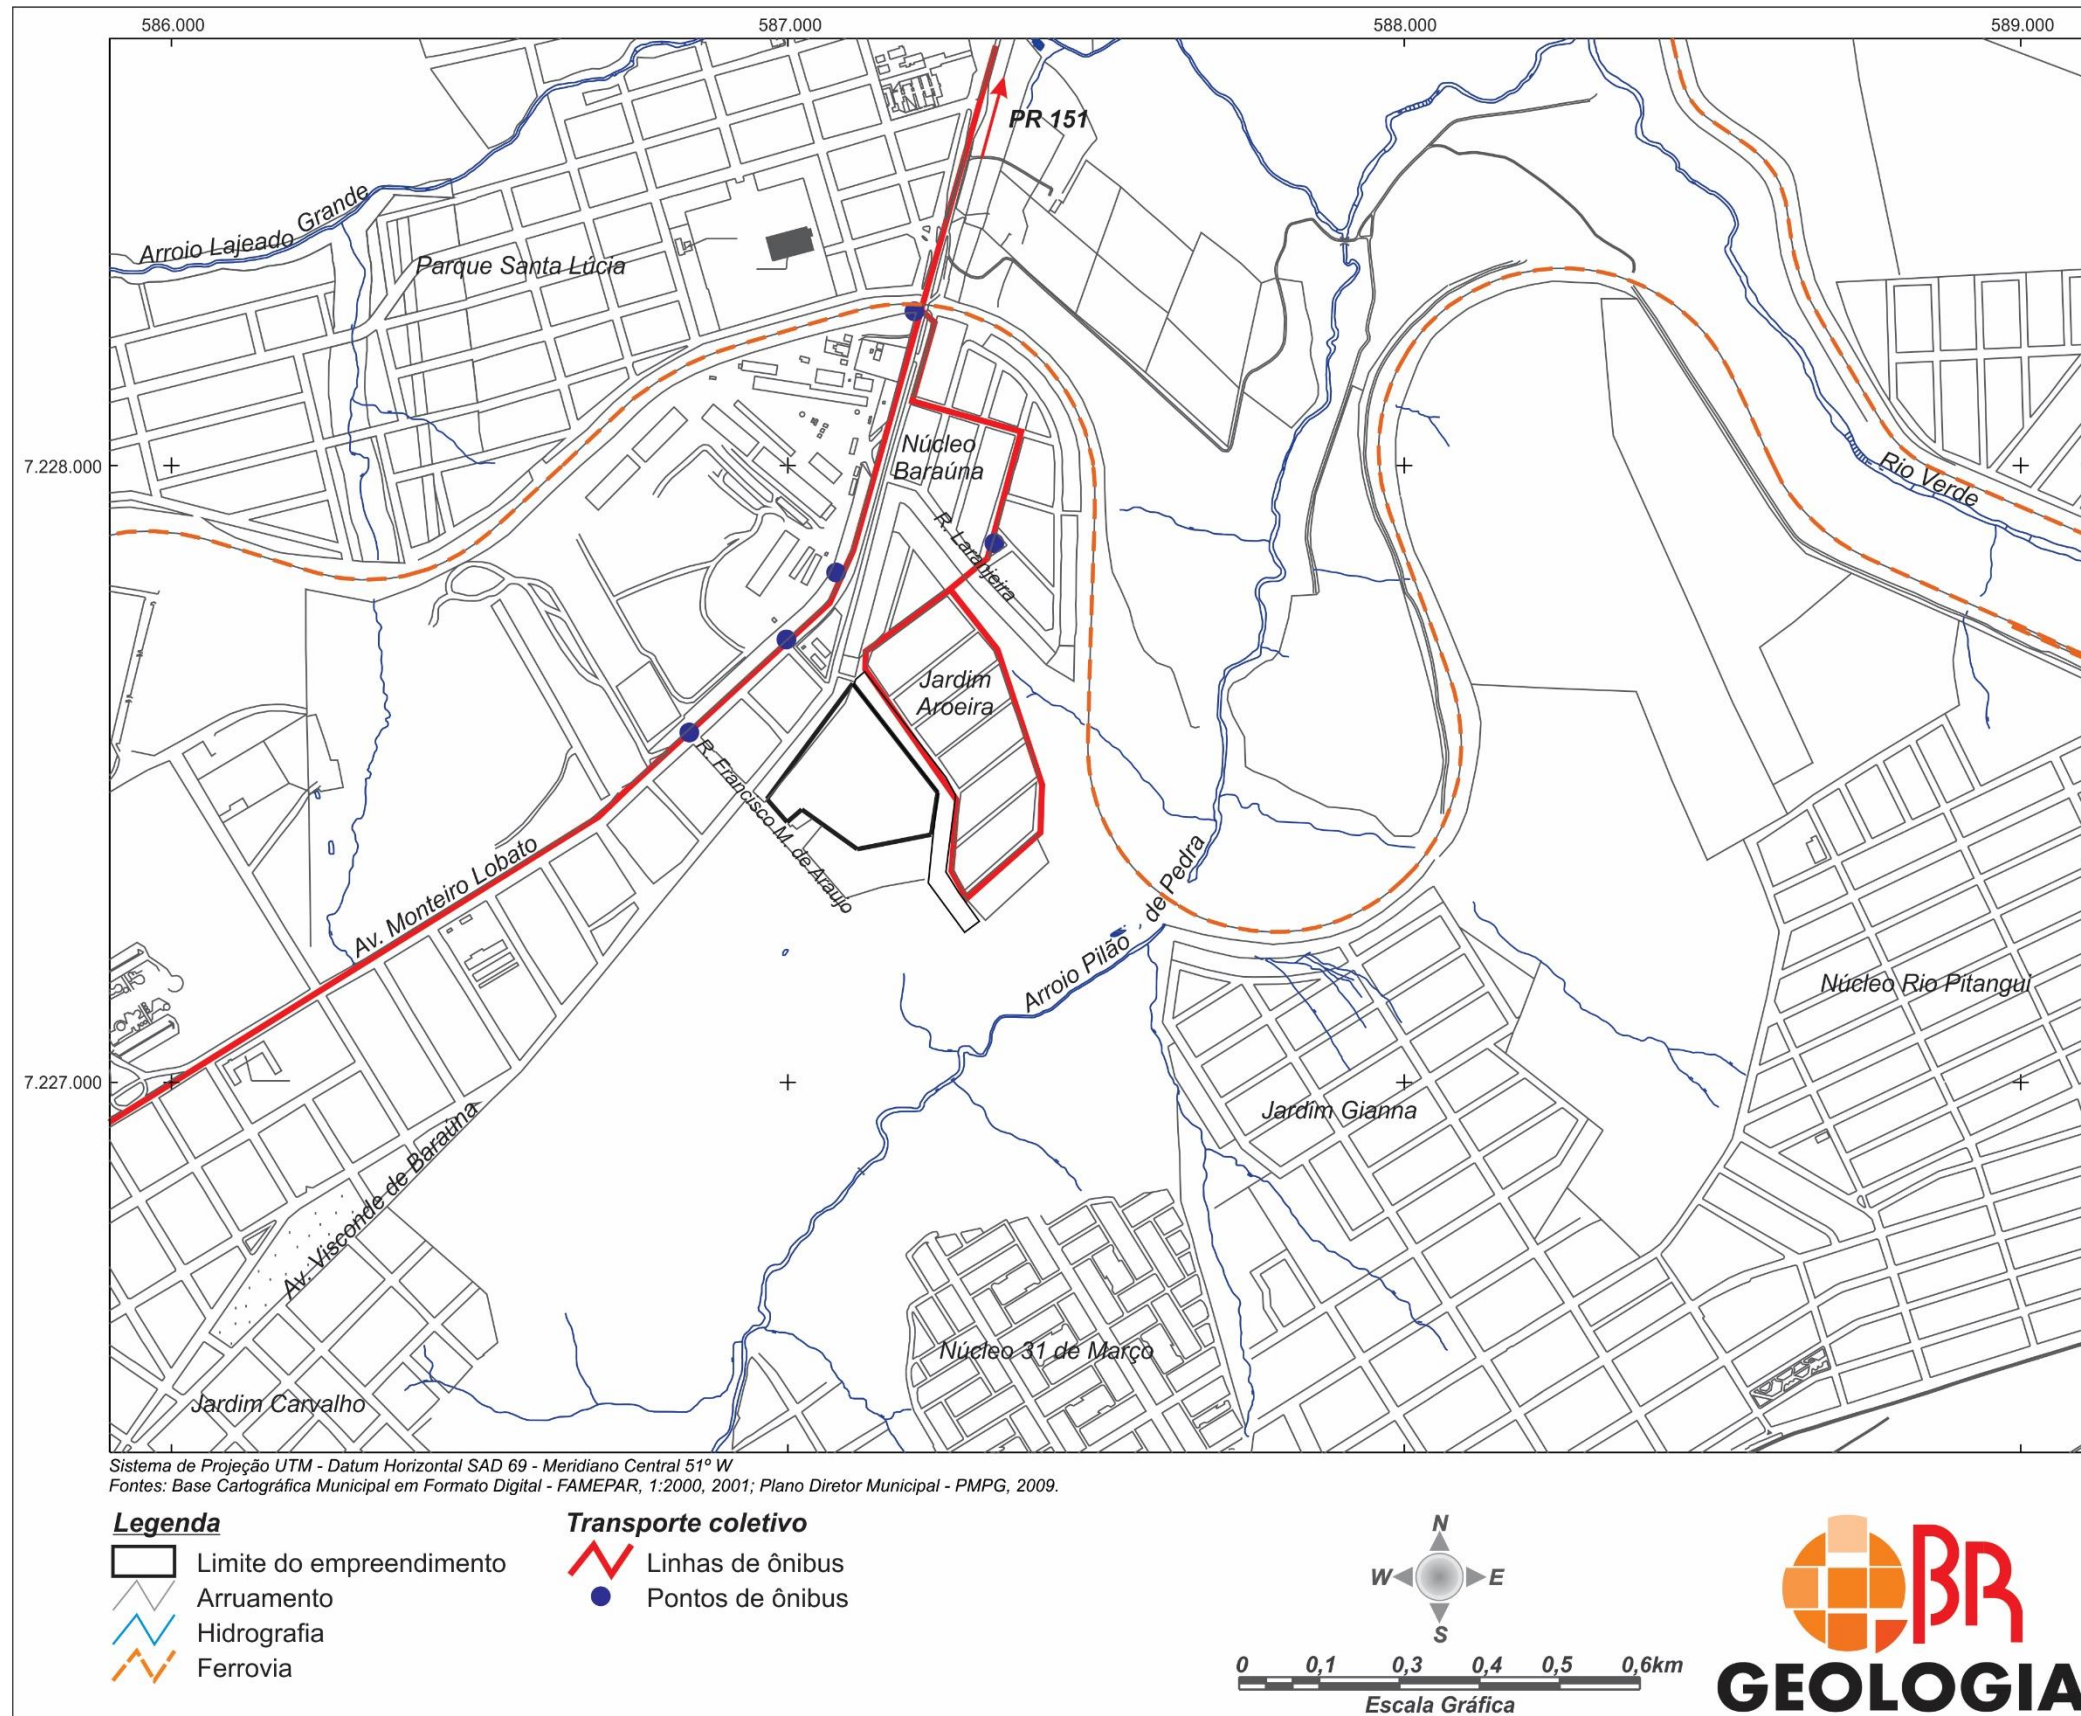 586.000
587.000
588.000
589.000
PR 151
Arroio Lajeado Grande
Parque Santa Lúcia
Núcleo
Baraúna
7.228.000
Rio Verde
R. Laranjeira
Jardim
Aroeira
R. Francisco M. de Araujo
Av. Monteiro Lobato
Arroio Pilão de Pedra
Núcleo Rio Pitangui
7.227.000
Jardim Gianna
Av. Visconde de Baraúna
Núcleo 31 de Março
Jardim Carvalho
Sistema de Projeção UTM - Datum Horizontal SAD 69 - Meridiano Central 51º W
Fontes: Base Cartográfica Municipal em Formato Digital - FAMEPAR, 1:2000, 2001; Plano Diretor Municipal - PMPG, 2009.
Legenda
Limite do empreendimento
Arruamento
Hidrografia
Ferrovia
Transporte coletivo
Linhas de ônibus
Pontos de ônibus
N
W E
S
0 0,1 0,3 0,4 0,5 0,6km
Escala Gráfica
BR
GEOLOGIA